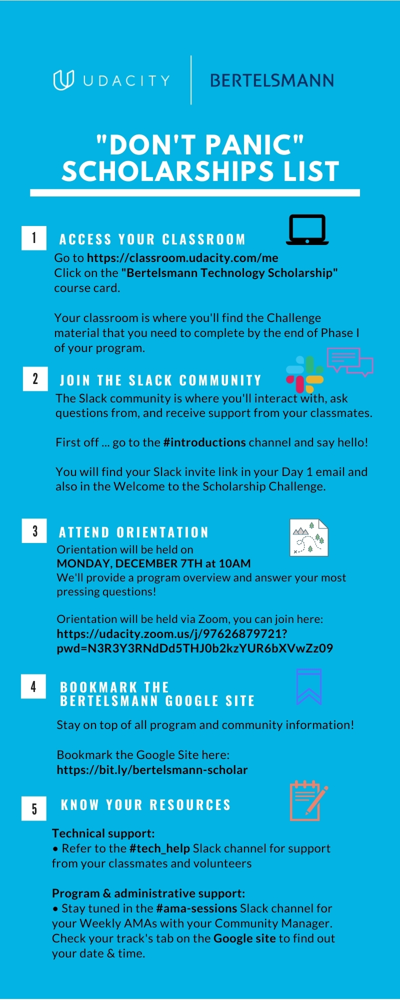 UDACITY
BERTELSMANN
"DON'T PANIC"
SCHOLARSHIPS LIST
1
ACCESS YOUR CLASSROOM
Go to https://classroom.udacity.com/me
Click on the "Bertelsmann Technology Scholarship"
course card.
Your classroom is where you'll find the Challenge
material that you need to complete by the end of Phase I
of your program.
2
JOIN THE SLACK COMMUNITY
The Slack community is where you'll interact with, ask
questions from, and receive support from your classmates.
First off ... go to the #introductions channel and say hello!
You will find your Slack invite link in your Day 1 email and
also in the Welcome to the Scholarship Challenge.
3
ATTEND ORIENTATION
Orientation will be held on
MONDAY, DECEMBER 7TH at 10AM
We'll provide a program overview and answer your most
pressing questions!
Orientation will be held via Zoom, you can join here:
https://udacity.zoom.us/j/97626879721?
pwd=N3R3Y3RNdDd5THJ0b2kzYUR6bXVwZz09
4
BOOKMARK THE
BERTELSMANN GOOGLE SITE
Stay on top of all program and community information!
Bookmark the Google Site here:
https://bit.ly/bertelsmann-scholar
5
KNOW YOUR RESOURCES
Technical support:
• Refer to the #tech_help Slack channel for support
from your classmates and volunteers
Program & administrative support:
• Stay tuned in the #ama-sessions Slack channel for
your Weekly AMAs with your Community Manager.
Check your track's tab on the Google site to find out
your date & time.